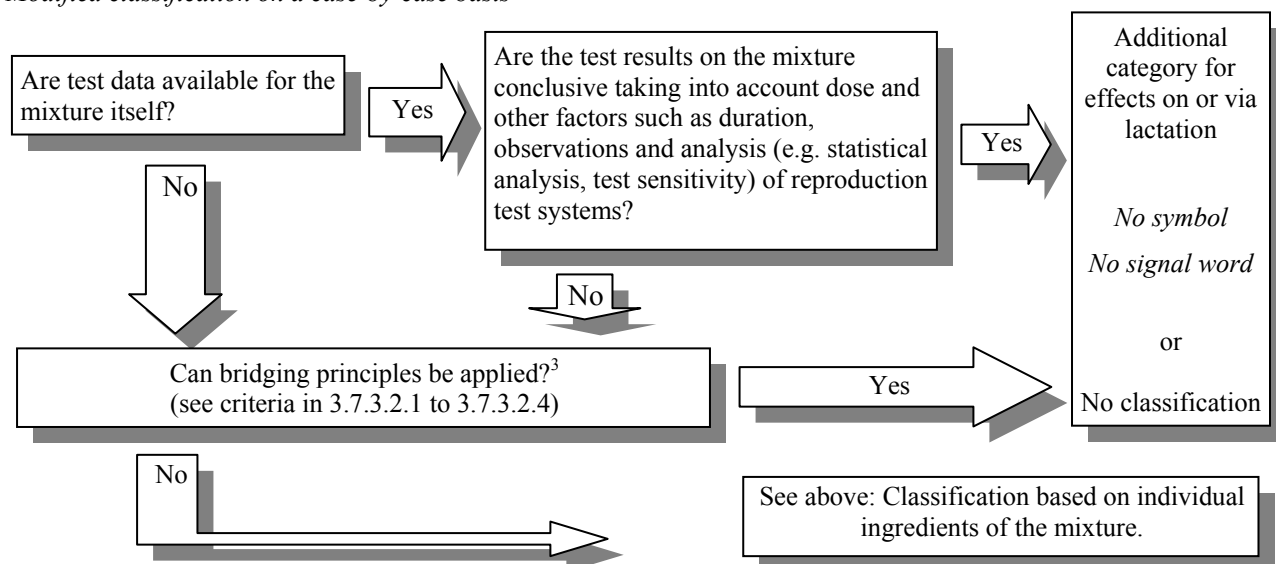 Modified classification on a case-by-case basis
Are test data available for the
mixture itself?
Yes
Are the test results on the mixture
conclusive taking into account dose and
other factors such as duration,
observations and analysis (e.g. statistical
analysis, test sensitivity) of reproduction
test systems?
Yes
Additional
category for
effects on or via
lactation
No symbol
No signal word
or
No classification
No
No
Can bridging principles be applied?³
(see criteria in 3.7.3.2.1 to 3.7.3.2.4)
Yes
No
See above: Classification based on individual
ingredients of the mixture.